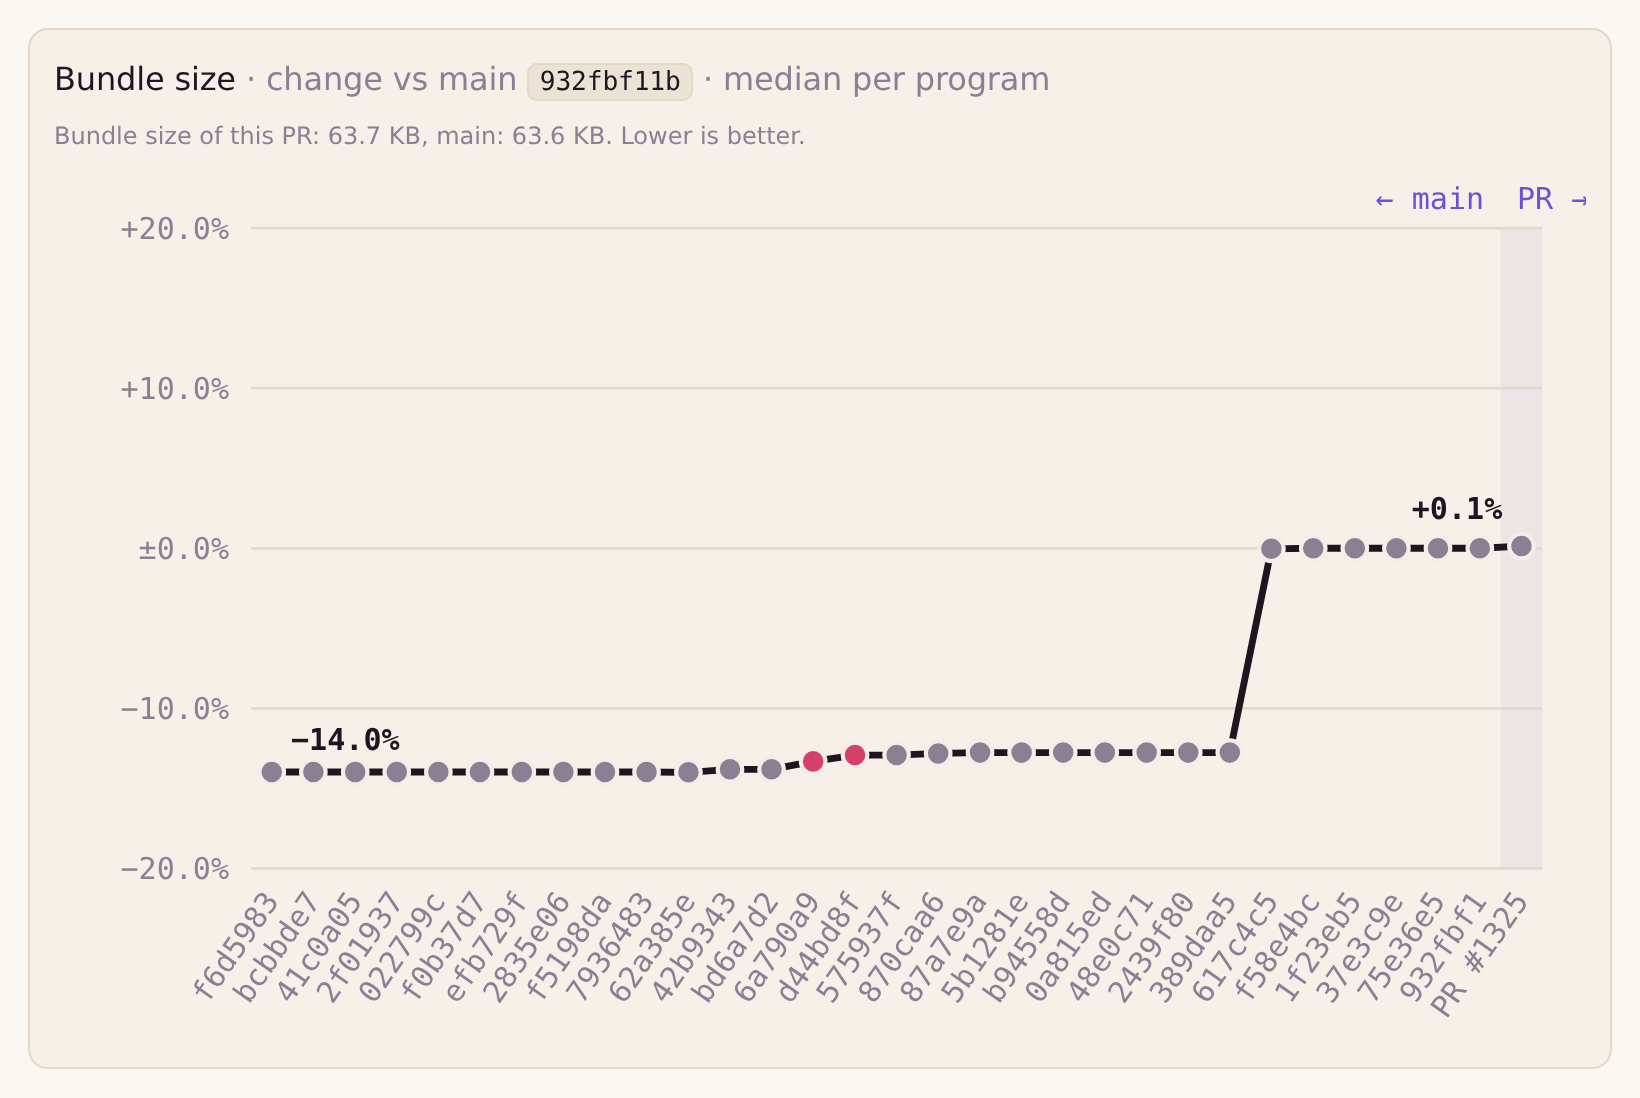 Bundle size · change vs main 932fbf11b · median per program
Bundle size of this PR: 63.7 KB, main: 63.6 KB. Lower is better.
← main PR →
+20.0%
+10.0%
+0.1%
±0.0%
−10.0%
−14.0%
−20.0%
f6d5983
bcbbde7
41c0a05
2f01937
022799c
f0b37d7
efb729f
2835e06
f5198da
7936483
62a385e
42b9343
bd6a7d2
6a790a9
d44bd8f
575937f
870caa6
87a7e9a
5b1281e
b94558d
0a815ed
48e0c71
2439f80
389daa5
617c4c5
f58e4bc
1f23eb5
37e3c9e
75e36e5
932fbf1
PR #1325